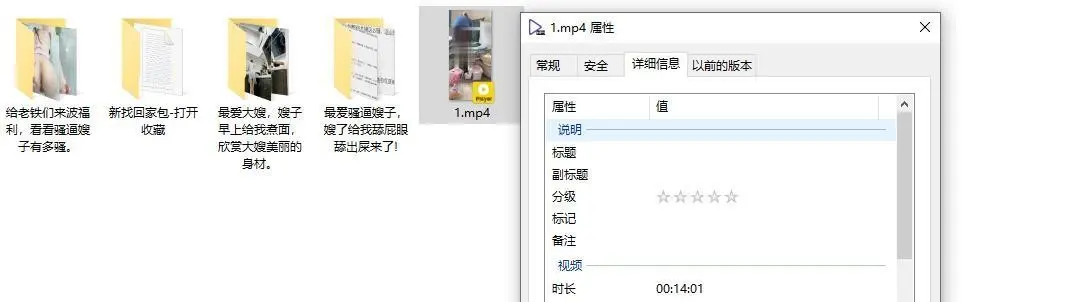 给老铁们来波福
利，看看骚逼嫂
子有多骚。
新找回家包-打开
收藏
最爱大嫂，嫂子
早上给我煮面，
欣赏大嫂美丽的
身材。
最爱骚逼嫂子，
嫂了给我舔屁眼
舔出屎来了!
Player
1.mp4
1.mp4 属性
常规
安全
详细信息
以前的版本
属性
值
说明
标题
副标题
分级
标记
备注
视频
时长
00:14:01